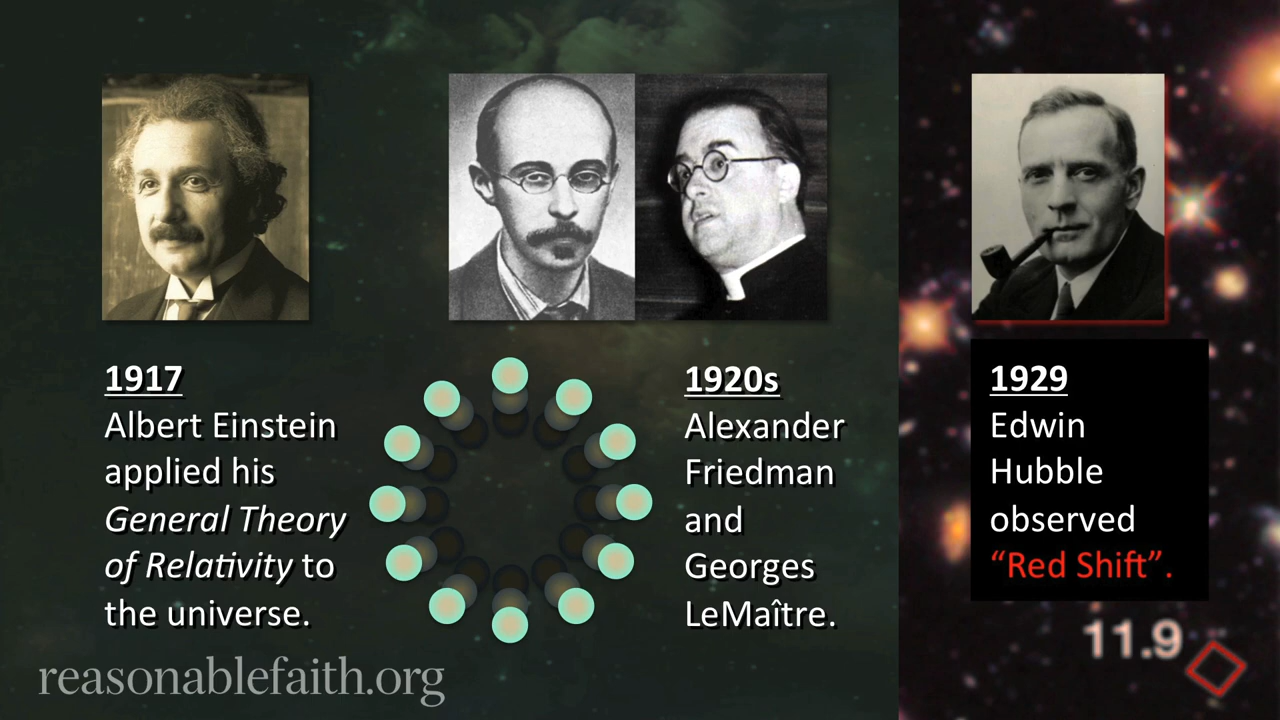 1917
Albert Einstein
applied his
General Theory
of Relativity to
the universe.
1920s
Alexander
Friedman
and
Georges
LeMaître.
1929
Edwin
Hubble
observed
“Red Shift”.
11.9
reasonablefaith.org